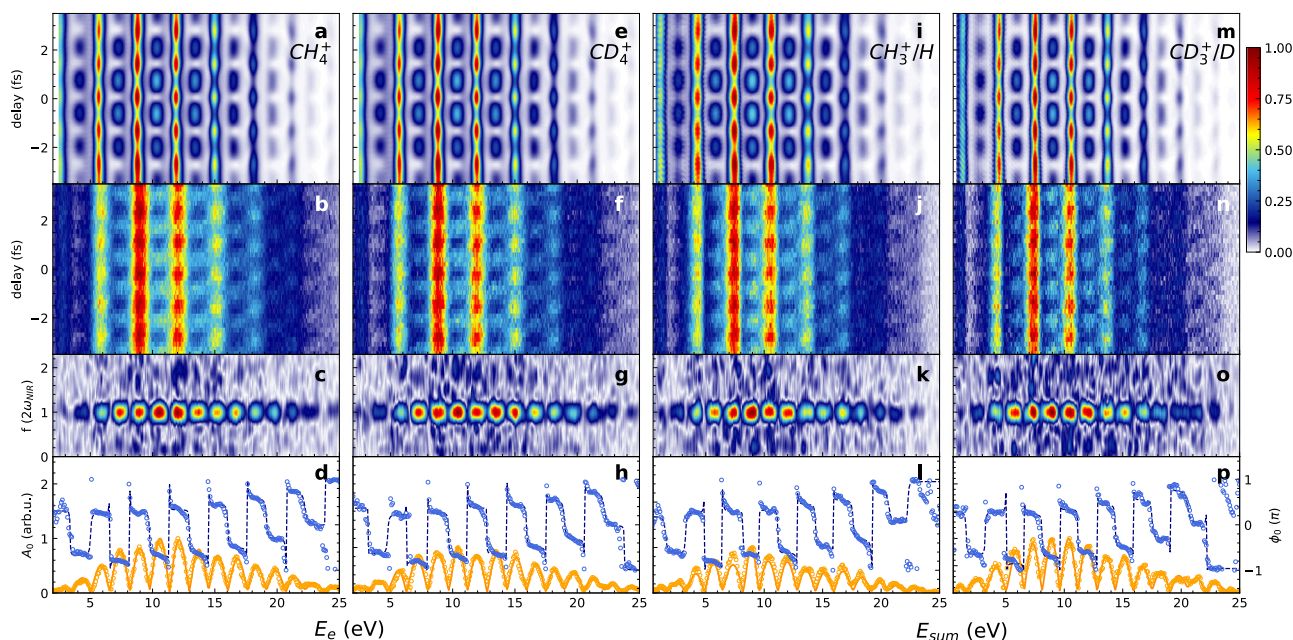 a e i m
CH₄⁺ CD₄⁺ CH₃⁺/H CD₃⁺/D
delay (fs) 2 0 −2
1.00
0.75
0.50
0.25
0.00
b f j n
delay (fs) 2 0 −2
c g k o
f (2ω_NIR) 2 1 0
d h l p
A₀ (arb.u.) 2 1 0
1 0 −1 ϕ₀ (π)
5 10 15 20 25 5 10 15 20 25 5 10 15 20 25 5 10 15 20 25
E_e (eV) E_sum (eV)